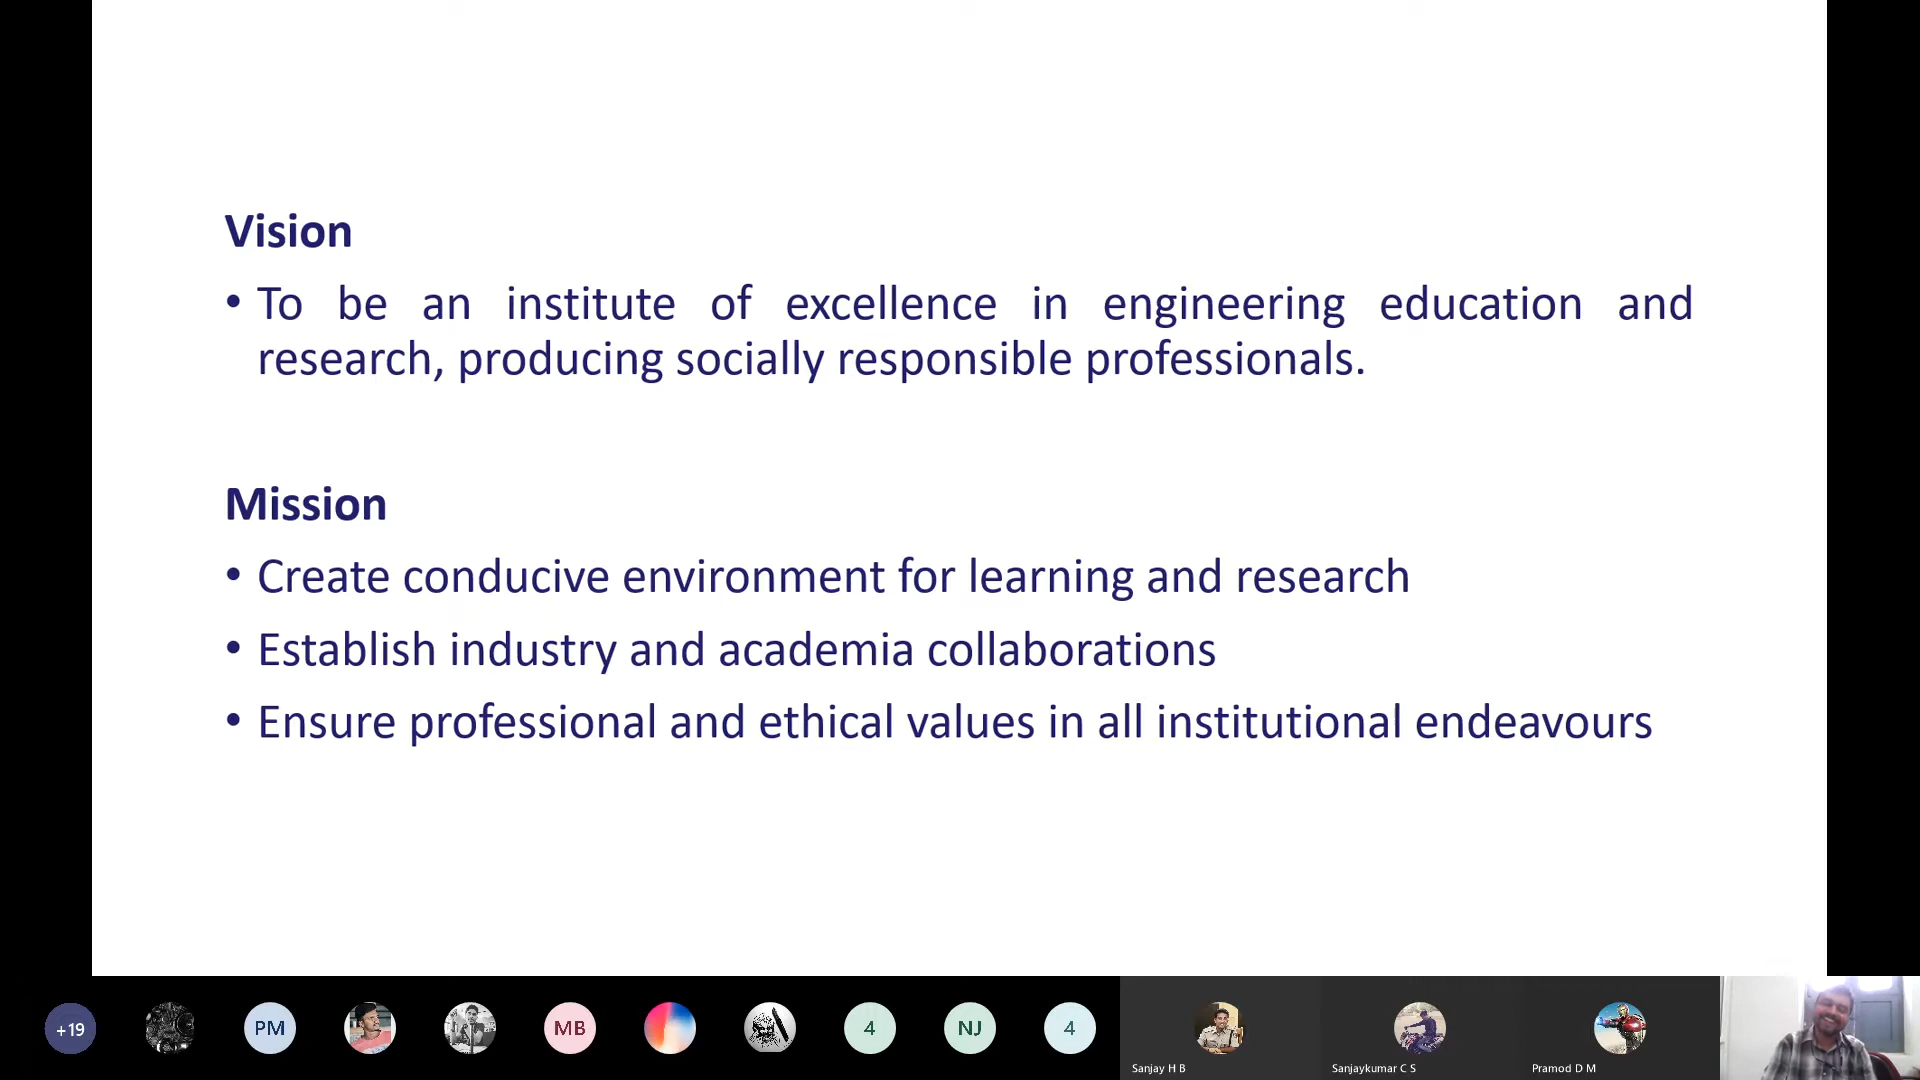 Vision
• To be an institute of excellence in engineering education and
research, producing socially responsible professionals.
Mission
• Create conducive environment for learning and research
• Establish industry and academia collaborations
• Ensure professional and ethical values in all institutional endeavours
+19 PM MB 4 NJ 4
Sanjay H B Sanjaykumar C S Pramod D M